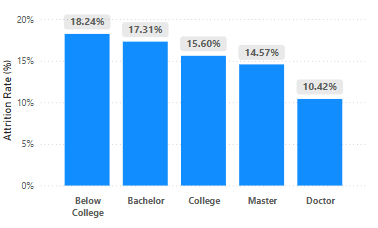 20%
15%
10%
5%
0%
Attrition Rate (%)
18.24%
17.31%
15.60%
14.57%
10.42%
Below
College
Bachelor
College
Master
Doctor